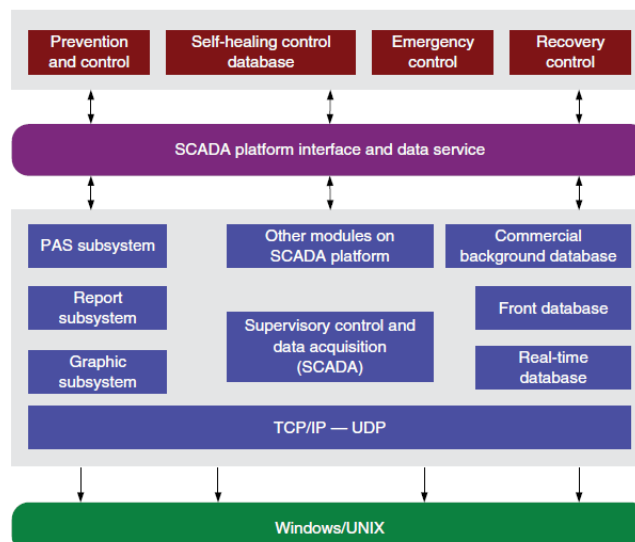 Prevention
and control
Self-healing control
database
Emergency
control
Recovery
control
SCADA platform interface and data service
PAS subsystem
Other modules on
SCADA platform
Commercial
background database
Report
subsystem
Supervisory control and
data acquisition
(SCADA)
Front database
Graphic
subsystem
Real-time
database
TCP/IP — UDP
Windows/UNIX